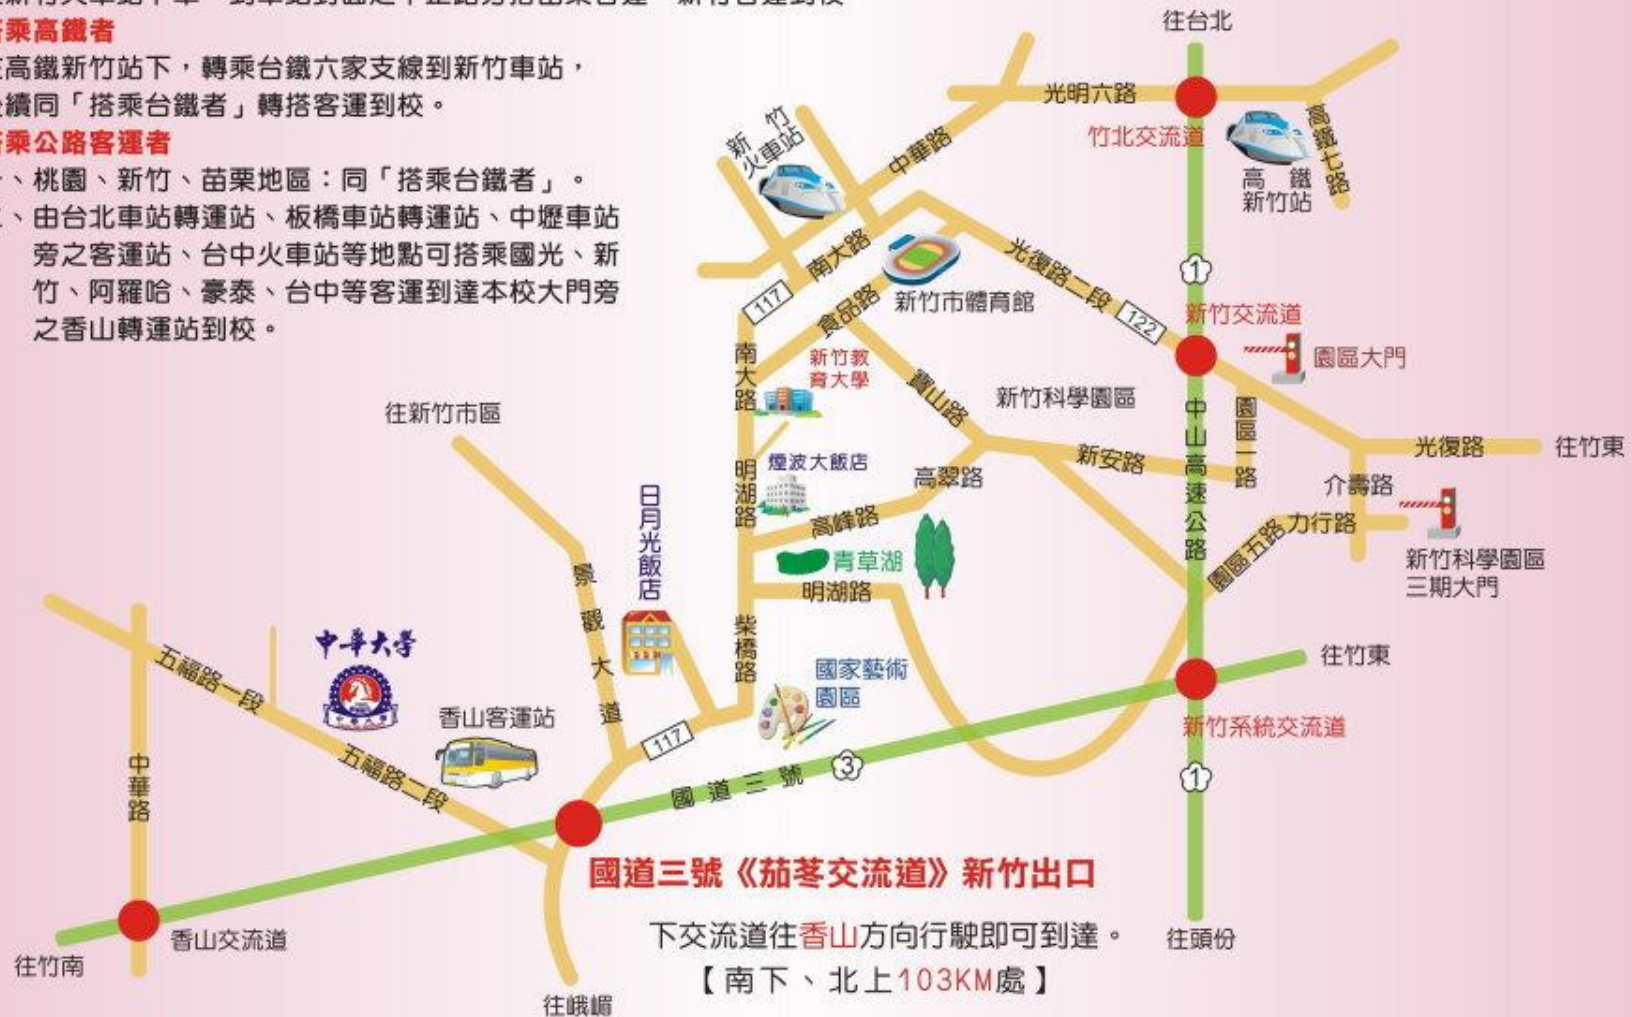 搭乘高鐵者
在高鐵新竹站下，轉乘台鐵六家支線到新竹車站，
後續同「搭乘台鐵者」轉搭客運到校。
搭乘公路客運者
一、桃園、新竹、苗栗地區：同「搭乘台鐵者」。
二、由台北車站轉運站、板橋車站轉運站、中壢車站
旁之客運站、台中火車站等地點可搭乘國光、新
竹、阿羅哈、豪泰、台中等客運到達本校大門旁
之香山轉運站到校。
往台北
光明六路
竹北交流道
高鐵七路
高鐵
新竹站
新竹
火車站
中華路
南大路
117
食品路
新竹市體育館
光復路二段
122
1
新竹交流道
園區大門
南大路
新竹教
育大學
寶山路
新竹科學園區
中山高速公路
園區一路
光復路
往竹東
往新竹市區
明湖路
煙波大飯店
高翠路
新安路
介壽路
日月光飯店
高峰路
力行路
園區五路
新竹科學園區
三期大門
青草湖
明湖路
景觀大道
柴橋路
國家藝術
園區
往竹東
新竹系統交流道
五福路一段
中華大學
香山客運站
117
五福路二段
中華路
國道三號
3
1
國道三號《茄苳交流道》新竹出口
下交流道往香山方向行駛即可到達。
【南下、北上103KM處】
香山交流道
往竹南
往峨嵋
往頭份